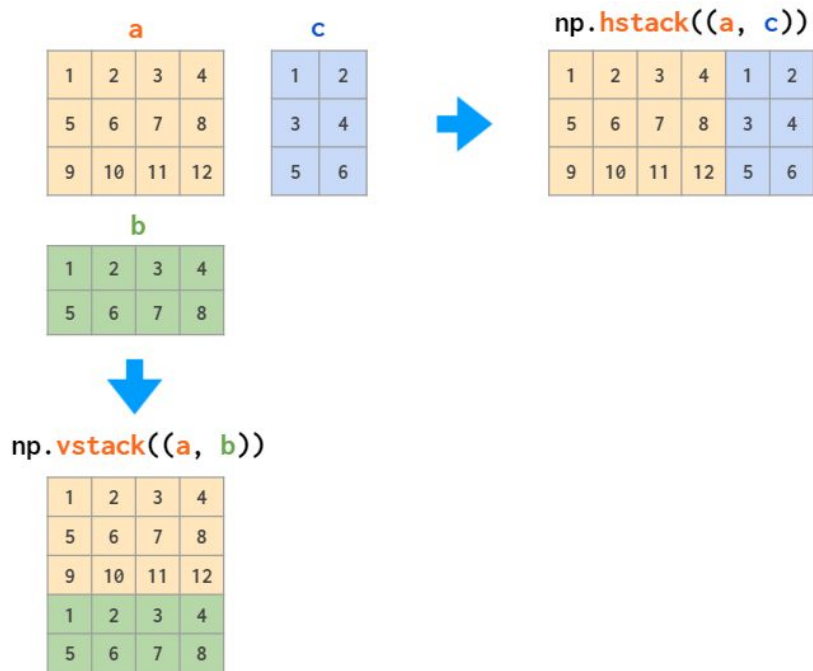 a
1 2 3 4
5 6 7 8
9 10 11 12
c
1 2
3 4
5 6
np.hstack((a, c))
1 2 3 4 1 2
5 6 7 8 3 4
9 10 11 12 5 6
b
1 2 3 4
5 6 7 8
np.vstack((a, b))
1 2 3 4
5 6 7 8
9 10 11 12
1 2 3 4
5 6 7 8